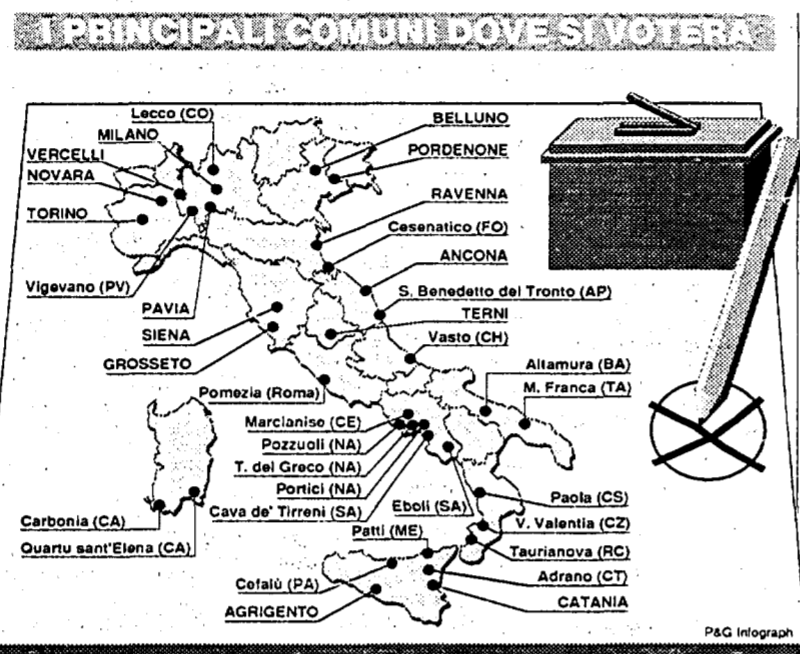 I PRINCIPALI COMUNI DOVE SI VOTERÀ
Lecco (CO)
MILANO
VERCELLI
NOVARA
TORINO
Vigevano (PV)
PAVIA
SIENA
GROSSETO
Pomezia (Roma)
Marcianise (CE)
Pozzuoli (NA)
T. del Greco (NA)
Portici (NA)
Cava de' Tirreni (SA)
Eboli (SA)
Carbonia (CA)
Quartu sant'Elena (CA)
Patti (ME)
Cefalù (PA)
AGRIGENTO
BELLUNO
PORDENONE
RAVENNA
Cesenatico (FO)
ANCONA
S. Benedetto del Tronto (AP)
TERNI
Vasto (CH)
Altamura (BA)
M. Franca (TA)
Paola (CS)
V. Valentia (CZ)
Taurianova (RC)
Adrano (CT)
CATANIA
P&G Infograph